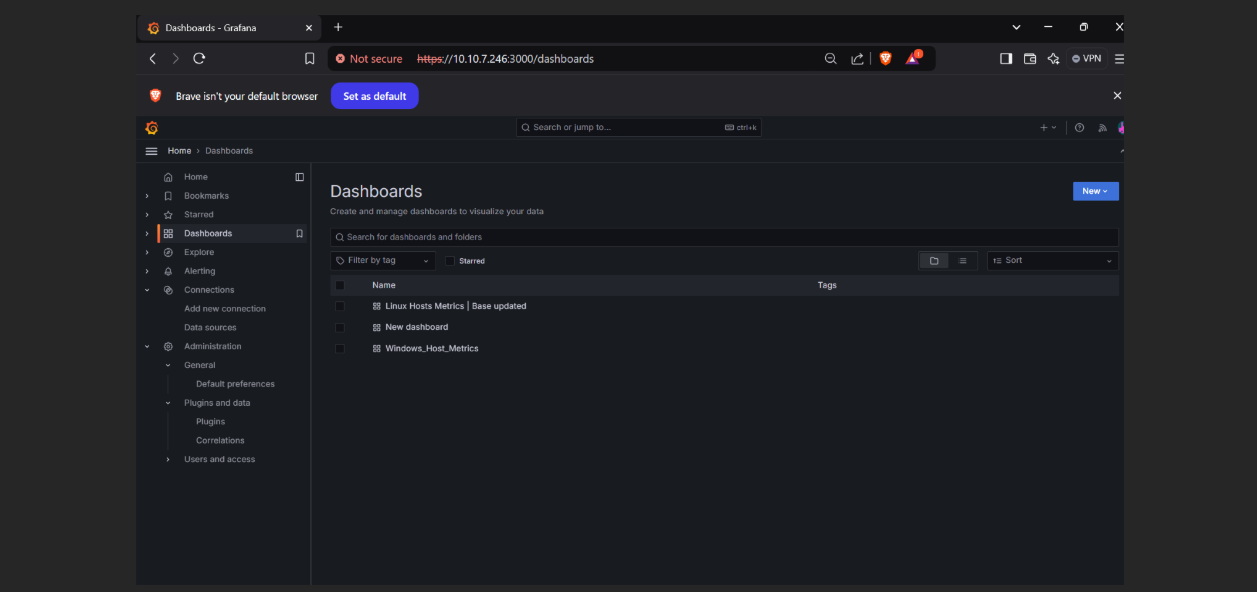 Dashboards - Grafana
Not secure https://10.10.7.246:3000/dashboards
1
VPN
Brave isn't your default browser Set as default
Search or jump to... ctrl+k
Home › Dashboards
Home
Bookmarks
Starred
Dashboards
Explore
Alerting
Connections
Add new connection
Data sources
Administration
General
Default preferences
Plugins and data
Plugins
Correlations
Users and access
Dashboards
New
Create and manage dashboards to visualize your data
Search for dashboards and folders
Filter by tag Starred Sort
Name Tags
Linux Hosts Metrics | Base updated
New dashboard
Windows_Host_Metrics